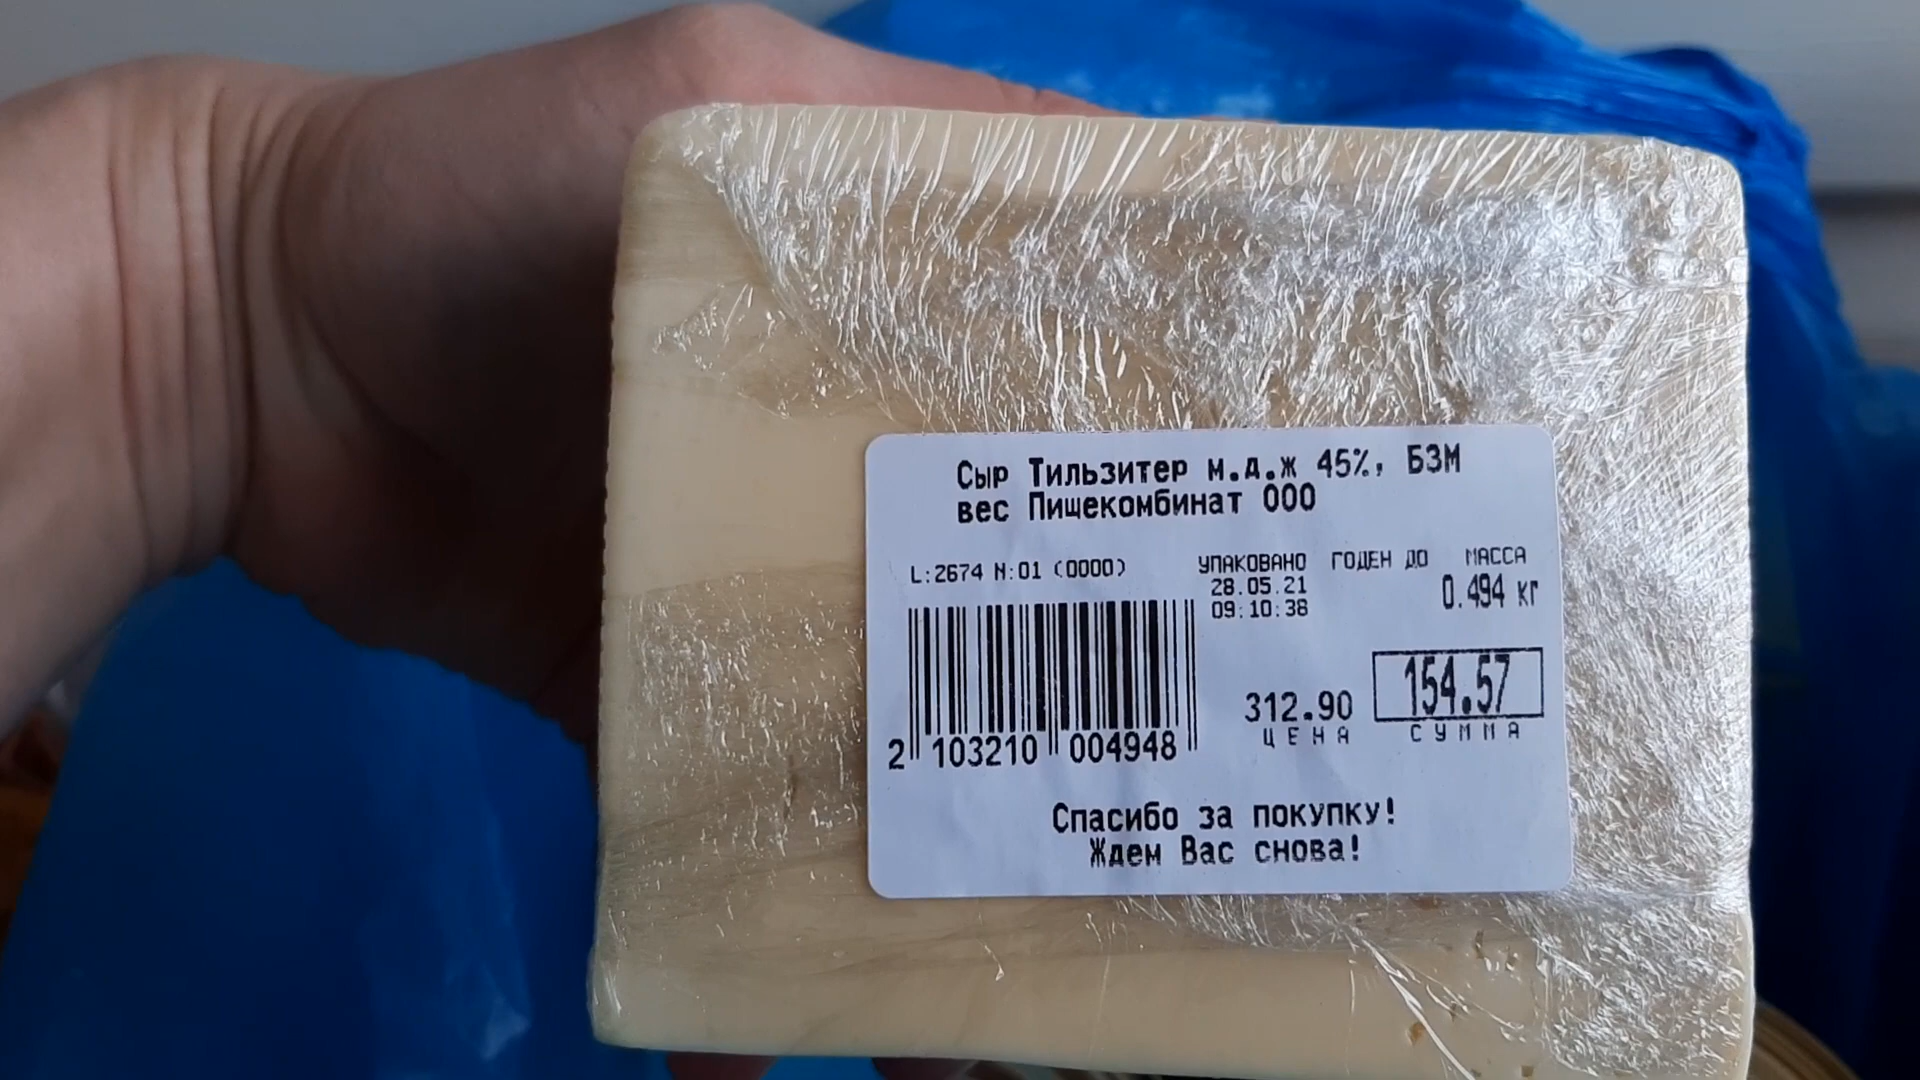 Сыр Тильзитер м.д.ж 45%, БЗМ
вес Пищекомбинат ООО
L:2674 N:01 (0000)
УПАКОВАНО ГОДЕН ДО МАССА
28.05.21 0.494 кг
09:10:38
154.57
312.90
ЦЕНА СУММА
2 103210 004948
Спасибо за покупку!
Ждем Вас снова!